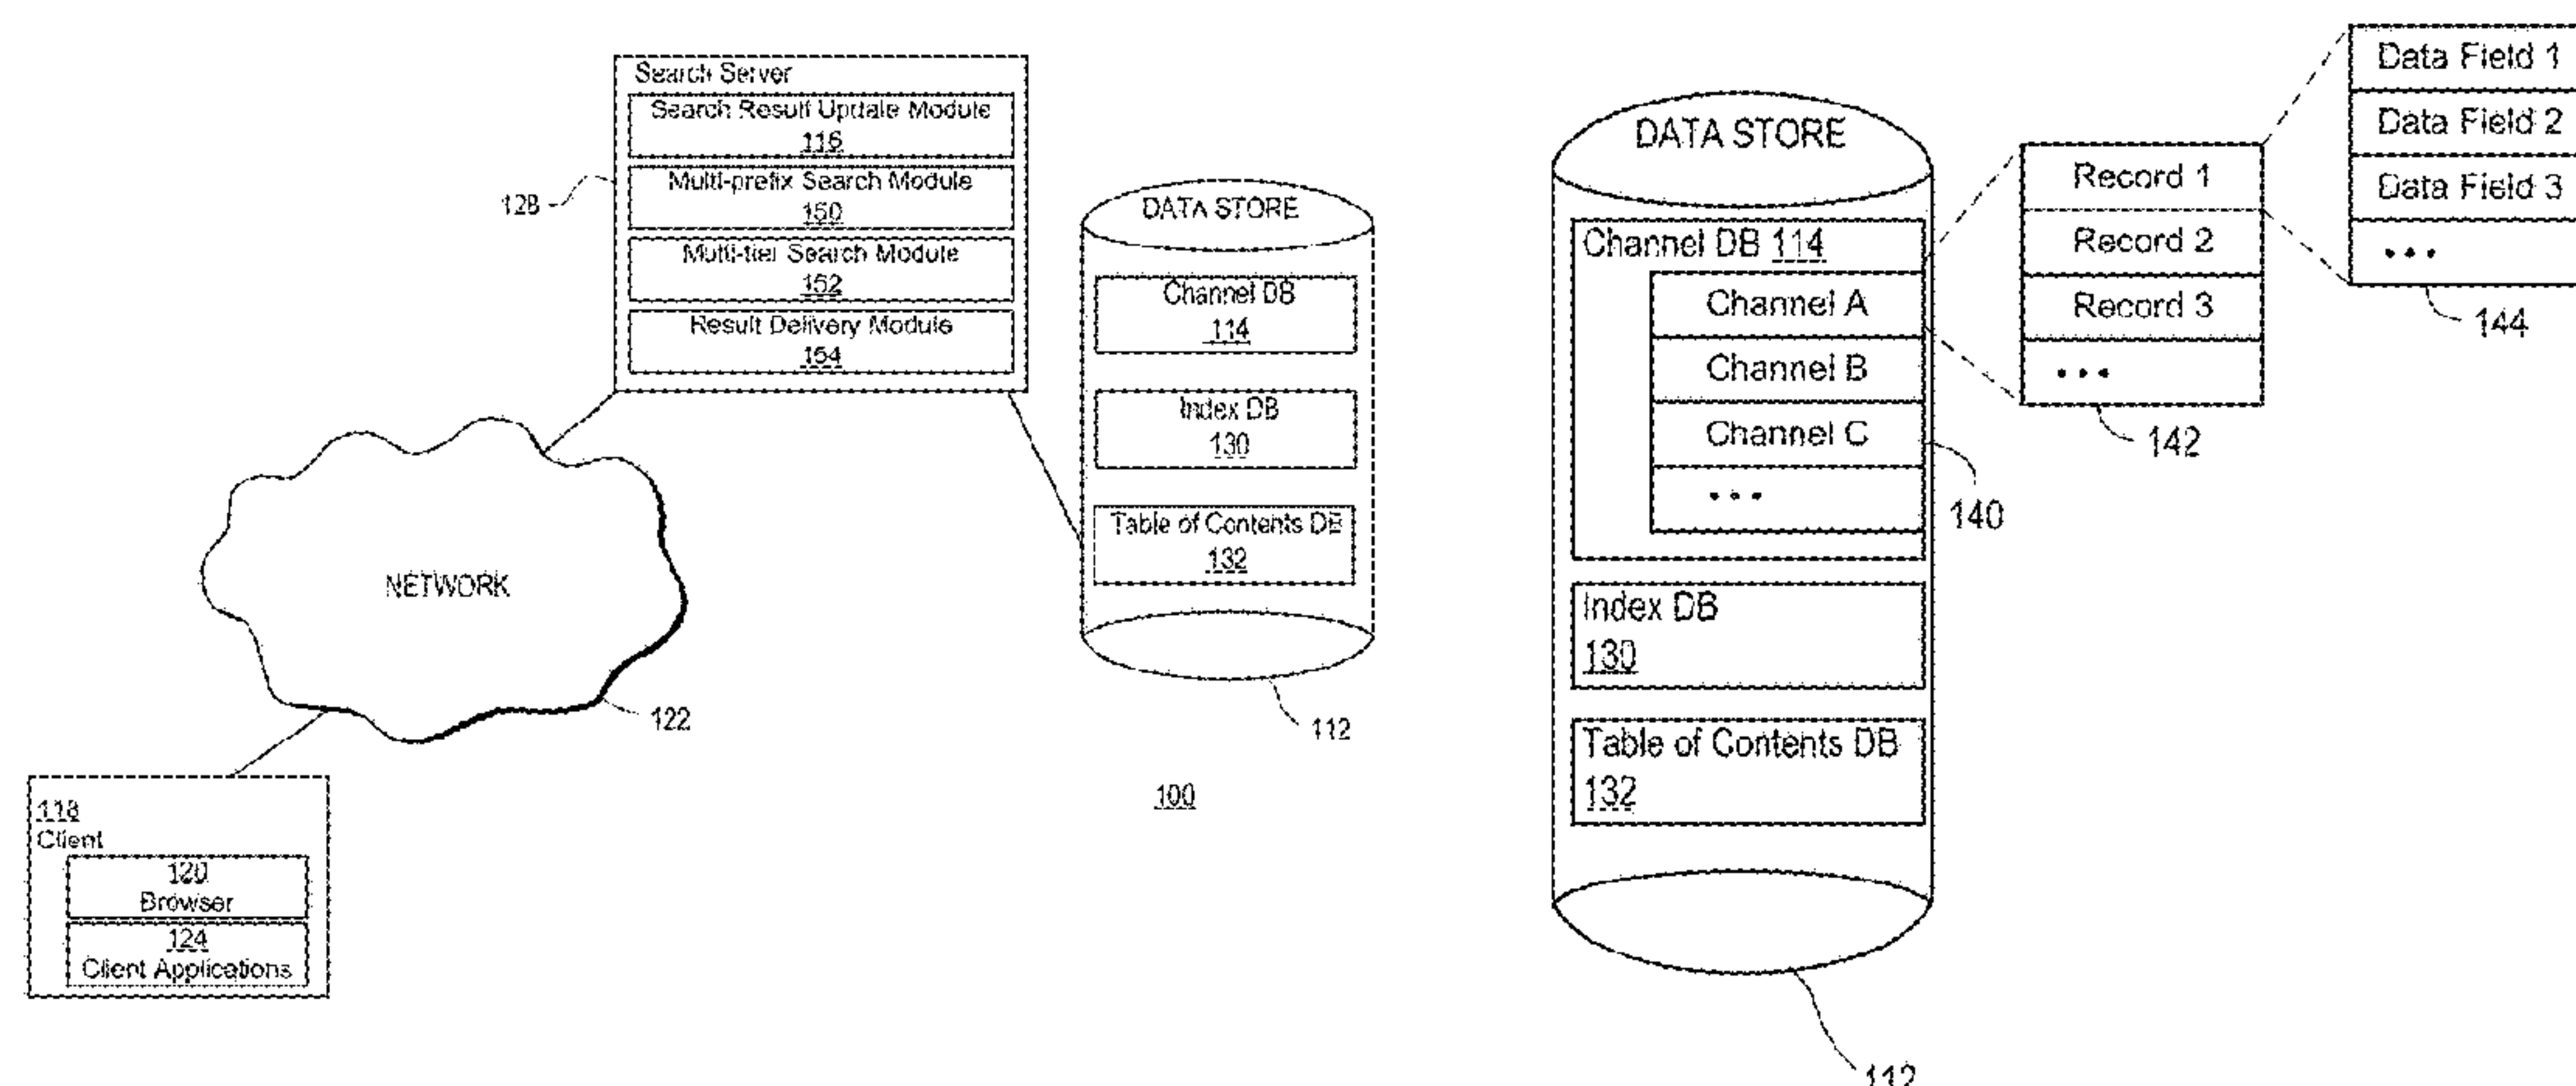 Search Server
Search Result Update Module
116
Multi-prefix Search Module
150
Multi-tier Search Module
152
Result Delivery Module
154
128
DATA STORE
Channel DB
114
Index DB
130
Table of Contents DB
132
112
NETWORK
122
118
Client
120
Browser
124
Client Applications
100
DATA STORE
Channel DB 114
Channel A
Channel B
Channel C
...
140
Index DB
130
Table of Contents DB
132
112
Record 1
Record 2
Record 3
...
142
Data Field 1
Data Field 2
Data Field 3
...
144